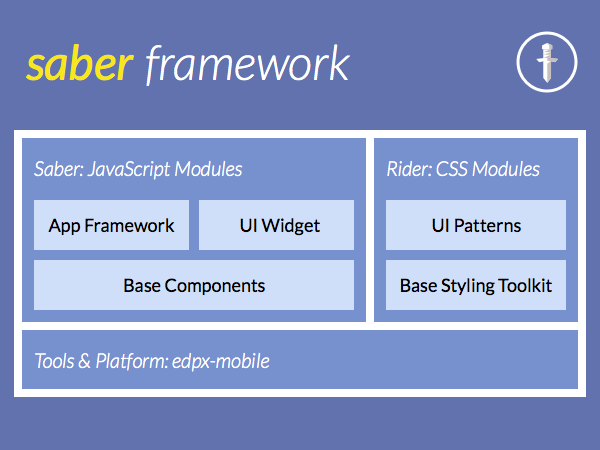 saber framework
Saber: JavaScript Modules
App Framework
UI Widget
Base Components
Rider: CSS Modules
UI Patterns
Base Styling Toolkit
Tools & Platform: edpx-mobile